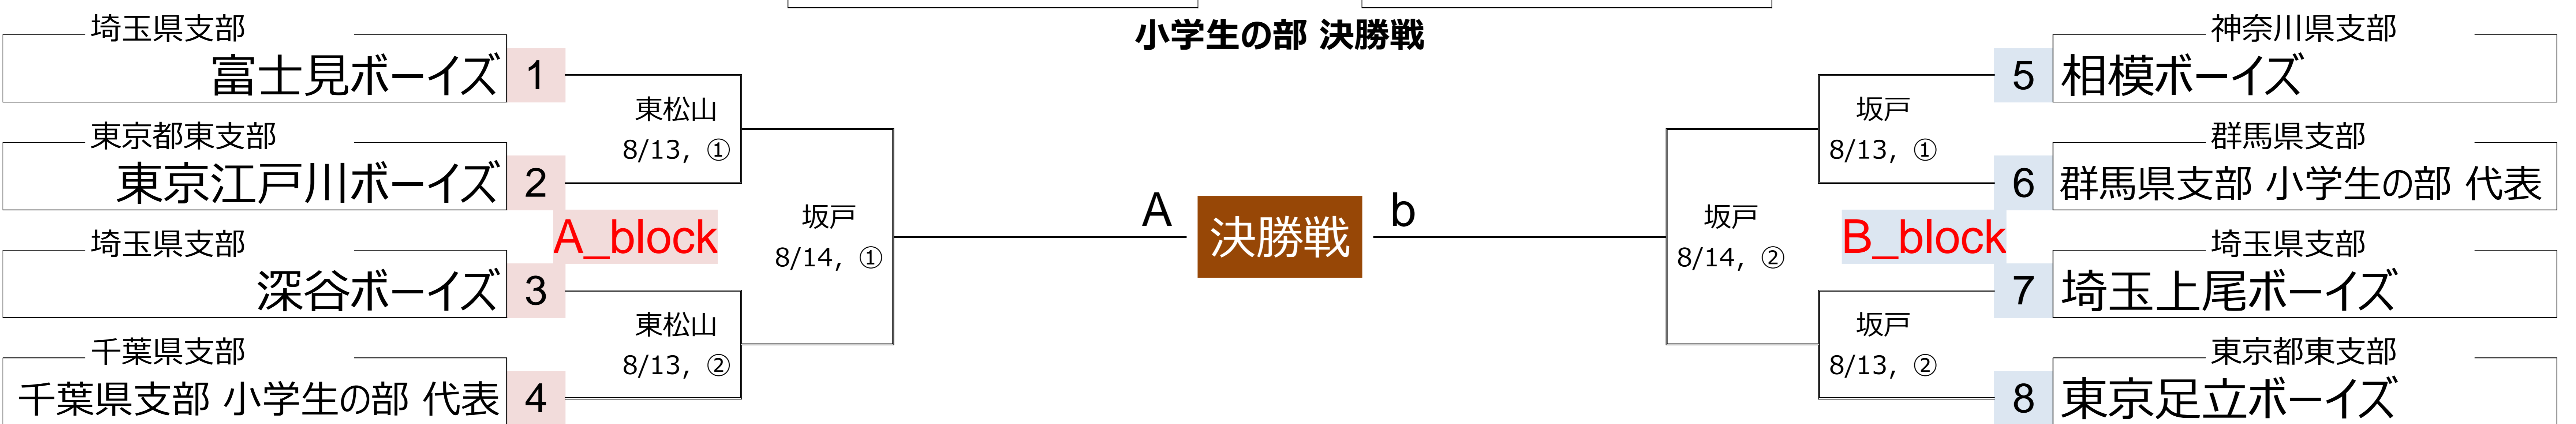 小学生の部 決勝戦
埼玉県支部
富士見ボーイズ 1
東松山
8/13, ①
東京都東支部
東京江戸川ボーイズ 2
A_block
坂戸
8/14, ①
埼玉県支部
深谷ボーイズ 3
東松山
8/13, ②
千葉県支部
千葉県支部 小学生の部 代表 4
A 決勝戦 b
神奈川県支部
5 相模ボーイズ
坂戸
8/13, ①
群馬県支部
6 群馬県支部 小学生の部 代表
坂戸
8/14, ②
B_block
埼玉県支部
7 埼玉上尾ボーイズ
坂戸
8/13, ②
東京都東支部
8 東京足立ボーイズ